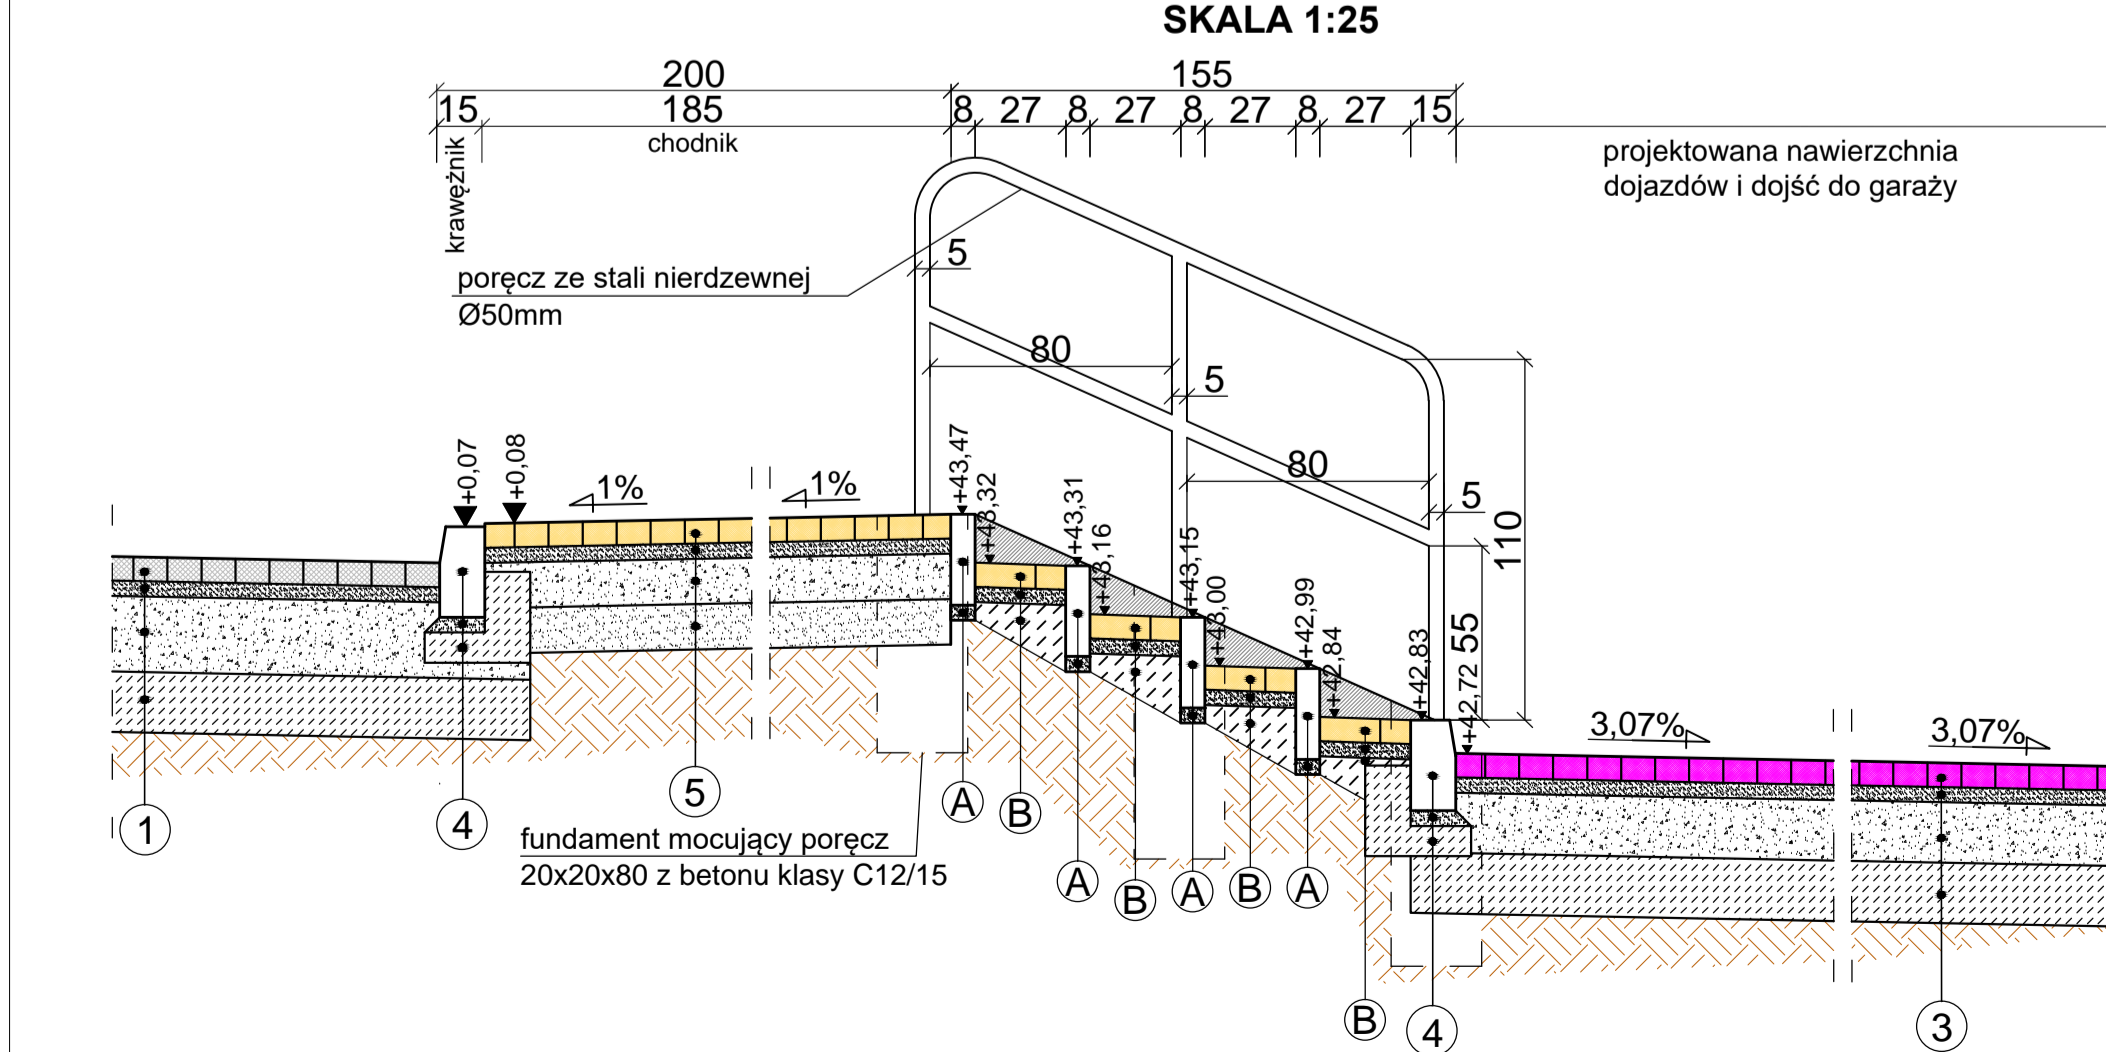 SKALA 1:25
200 155
15 185 8 27 8 27 8 27 8 27 15
krawężnik
chodnik
projektowana nawierzchnia
dojazdów i dojść do garaży
poręcz ze stali nierdzewnej
Ø50mm
5
80
5
80
5
110
55
+0,07
+0,08
1%
1%
+43,47
+43,32
+43,31
+43,16
+43,15
+43,00
+42,99
+42,84
+42,83
+42,72
3,07%
3,07%
1
4
5
A
B
A
B
A
B
A
B
4
3
fundament mocujący poręcz
20x20x80 z betonu klasy C12/15